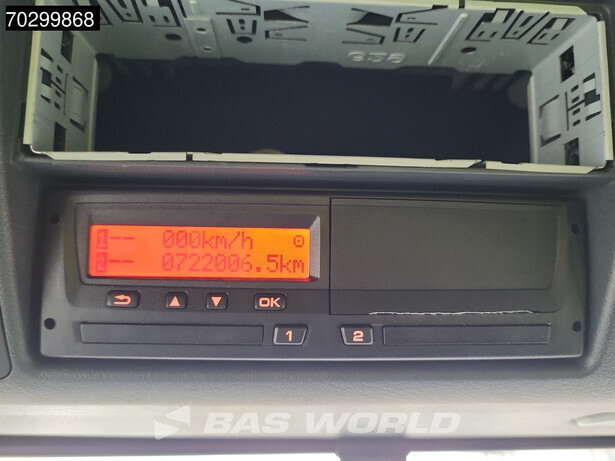 70299868
1 -- 000km/h
2 -- 0722006.5km
OK
1 2
BAS WORLD